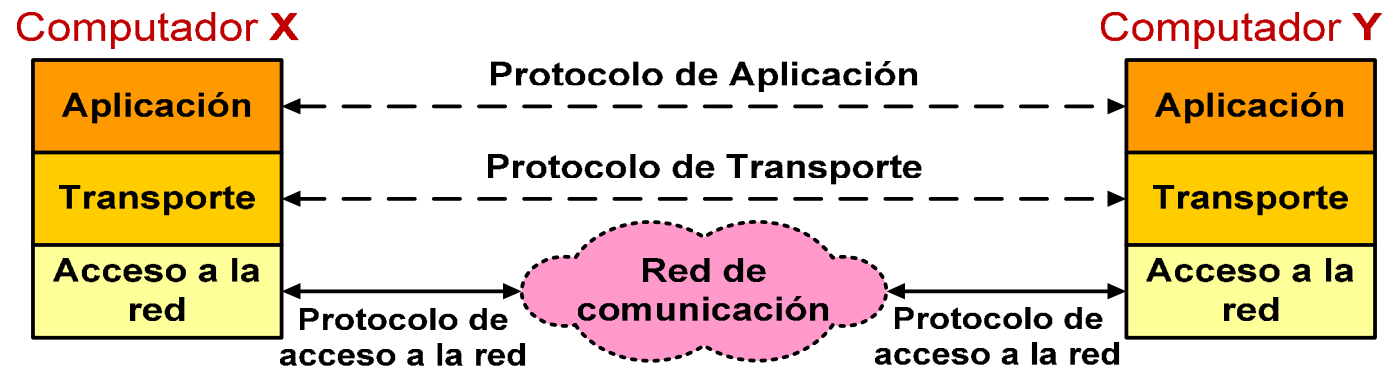 Computador X
Computador Y
Aplicación
Protocolo de Aplicación
Aplicación
Transporte
Protocolo de Transporte
Transporte
Acceso a la
red
Protocolo de
acceso a la red
Red de
comunicación
Protocolo de
acceso a la red
Acceso a la
red